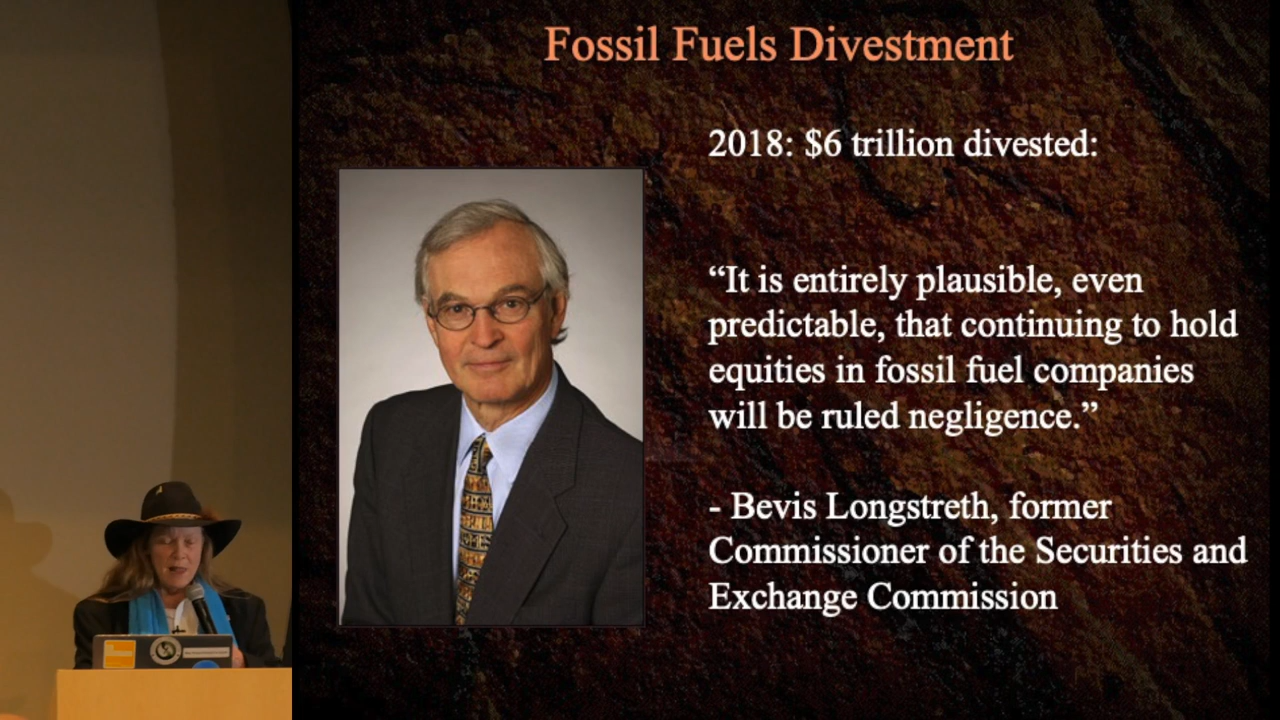 Fossil Fuels Divestment
2018: $6 trillion divested:
“It is entirely plausible, even
predictable, that continuing to hold
equities in fossil fuel companies
will be ruled negligence.”
- Bevis Longstreth, former
Commissioner of the Securities and
Exchange Commission